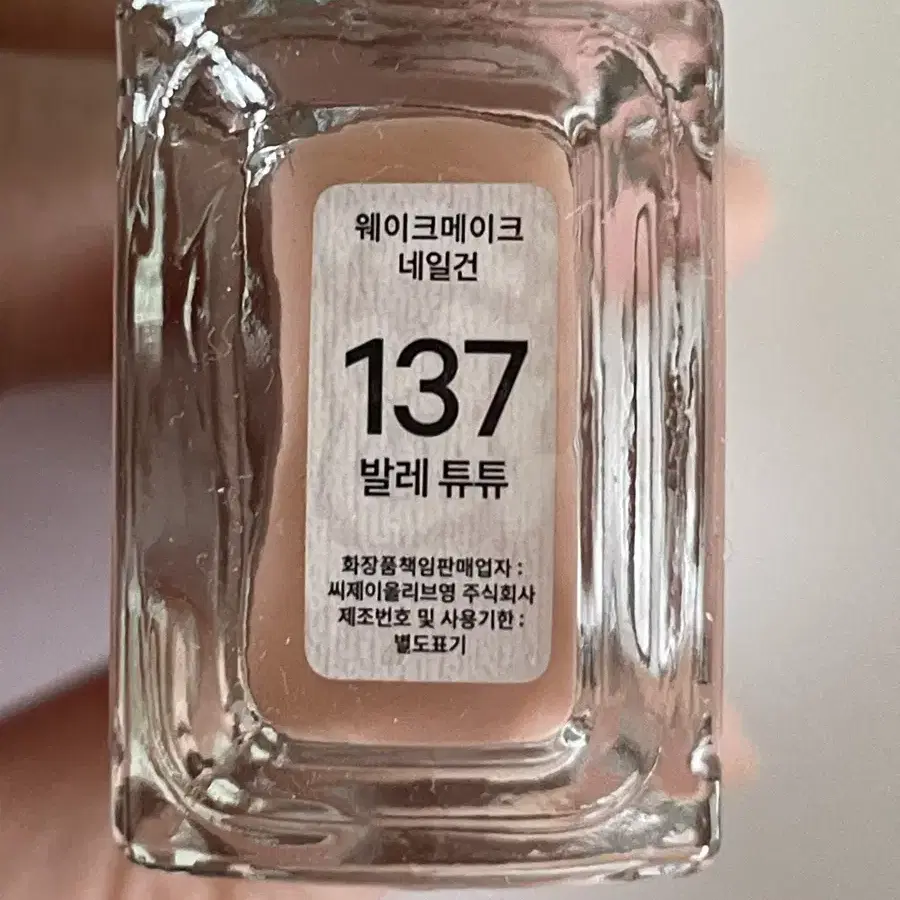 웨이크메이크
네일건
137
발레 튜튜
화장품책임판매업자 :
씨제이올리브영 주식회사
제조번호 및 사용기한 :
별도표기